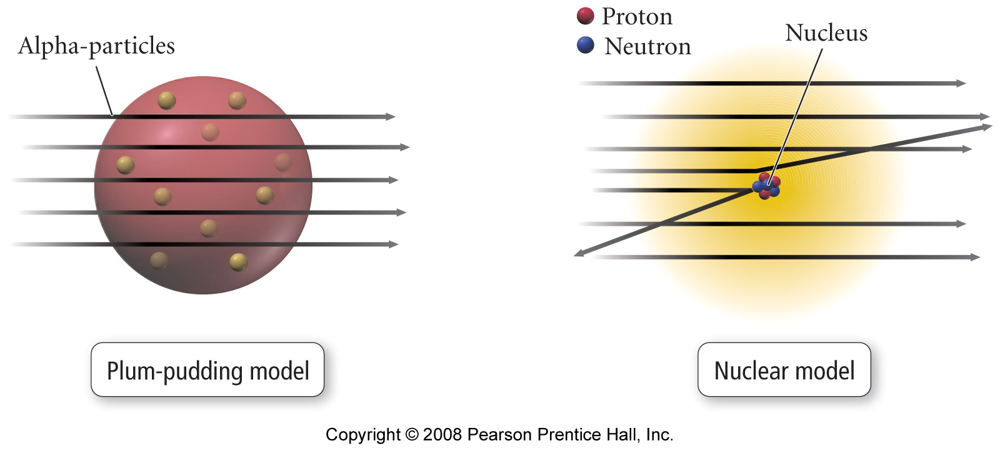 Alpha-particles
Proton
Neutron
Nucleus
Plum-pudding model
Nuclear model
Copyright © 2008 Pearson Prentice Hall, Inc.